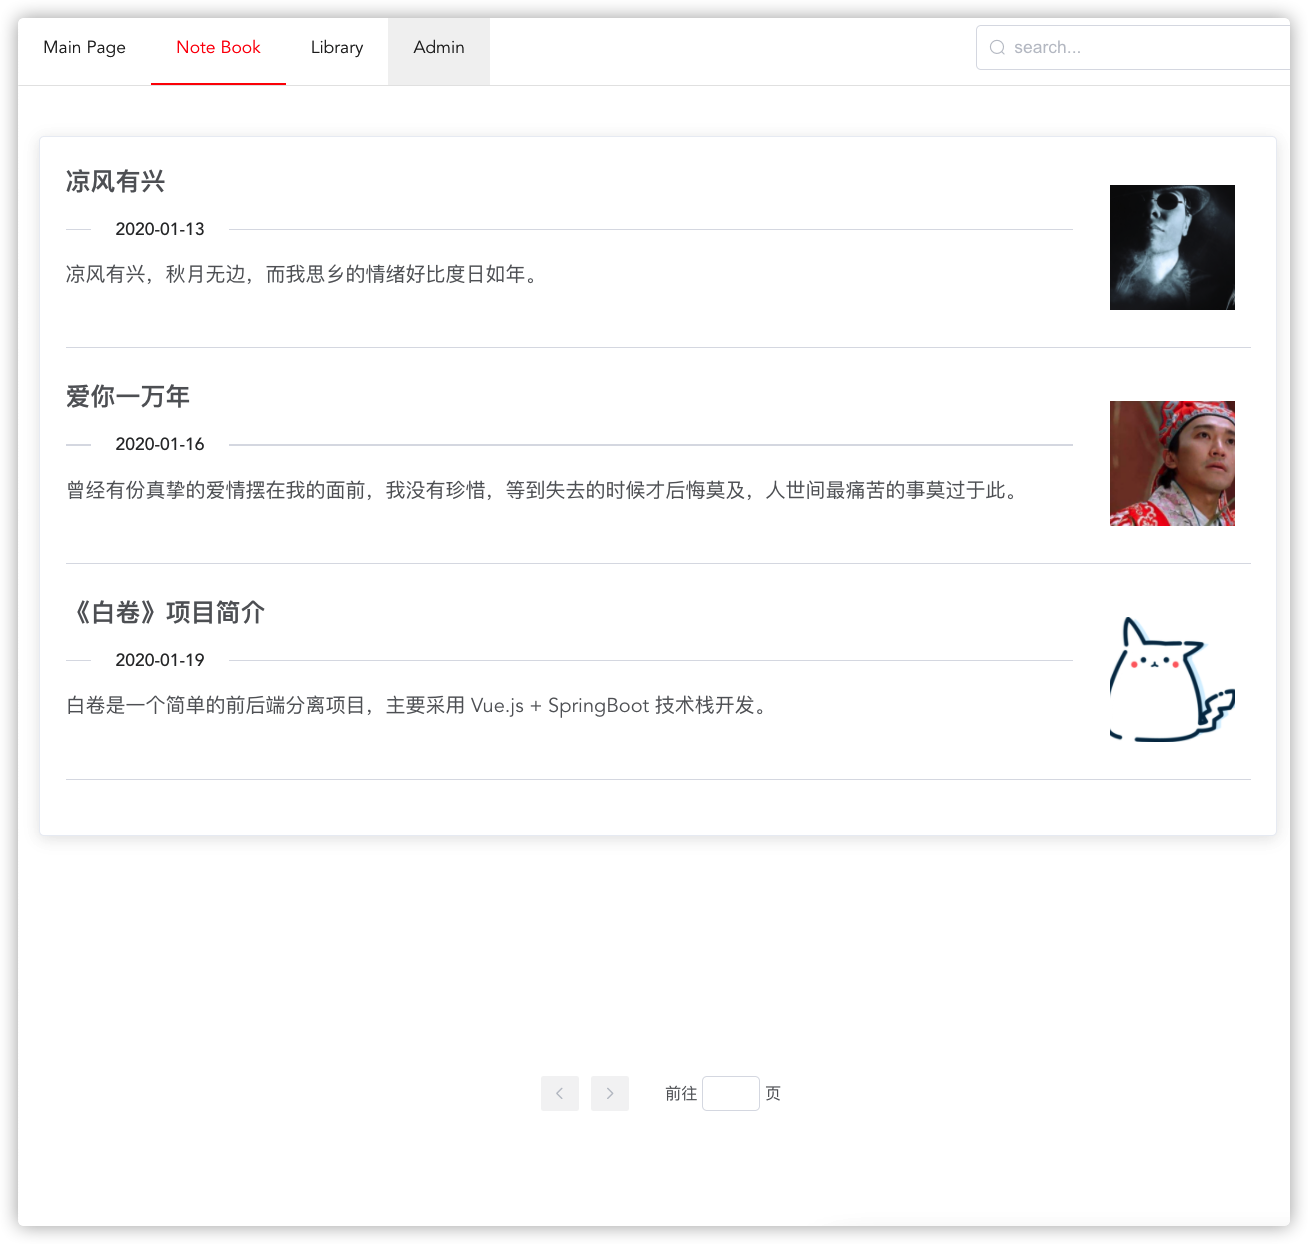 Main Page Note Book Library Admin search...
凉风有兴
2020-01-13
凉风有兴，秋月无边，而我思乡的情绪好比度日如年。
爱你一万年
2020-01-16
曾经有份真挚的爱情摆在我的面前，我没有珍惜，等到失去的时候才后悔莫及，人世间最痛苦的事莫过于此。
《白卷》项目简介
2020-01-19
白卷是一个简单的前后端分离项目，主要采用 Vue.js + SpringBoot 技术栈开发。
前往 页